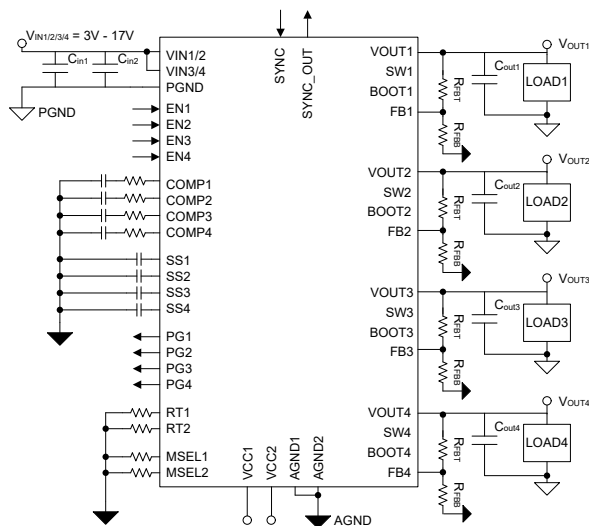 VIN1/2/3/4 = 3V - 17V
Cin1
Cin2
PGND
VIN1/2
VIN3/4
PGND
EN1
EN2
EN3
EN4
COMP1
COMP2
COMP3
COMP4
SS1
SS2
SS3
SS4
PG1
PG2
PG3
PG4
RT1
RT2
MSEL1
MSEL2
SYNC
SYNC_OUT
VCC1
VCC2
AGND1
AGND2
AGND
VOUT1
SW1
BOOT1
FB1
RFBT
RFBB
Cout1
LOAD1
VOUT1
VOUT2
SW2
BOOT2
FB2
RFBT
RFBB
Cout2
LOAD2
VOUT2
VOUT3
SW3
BOOT3
FB3
RFBT
RFBB
Cout3
LOAD3
VOUT3
VOUT4
SW4
BOOT4
FB4
RFBT
RFBB
Cout4
LOAD4
VOUT4